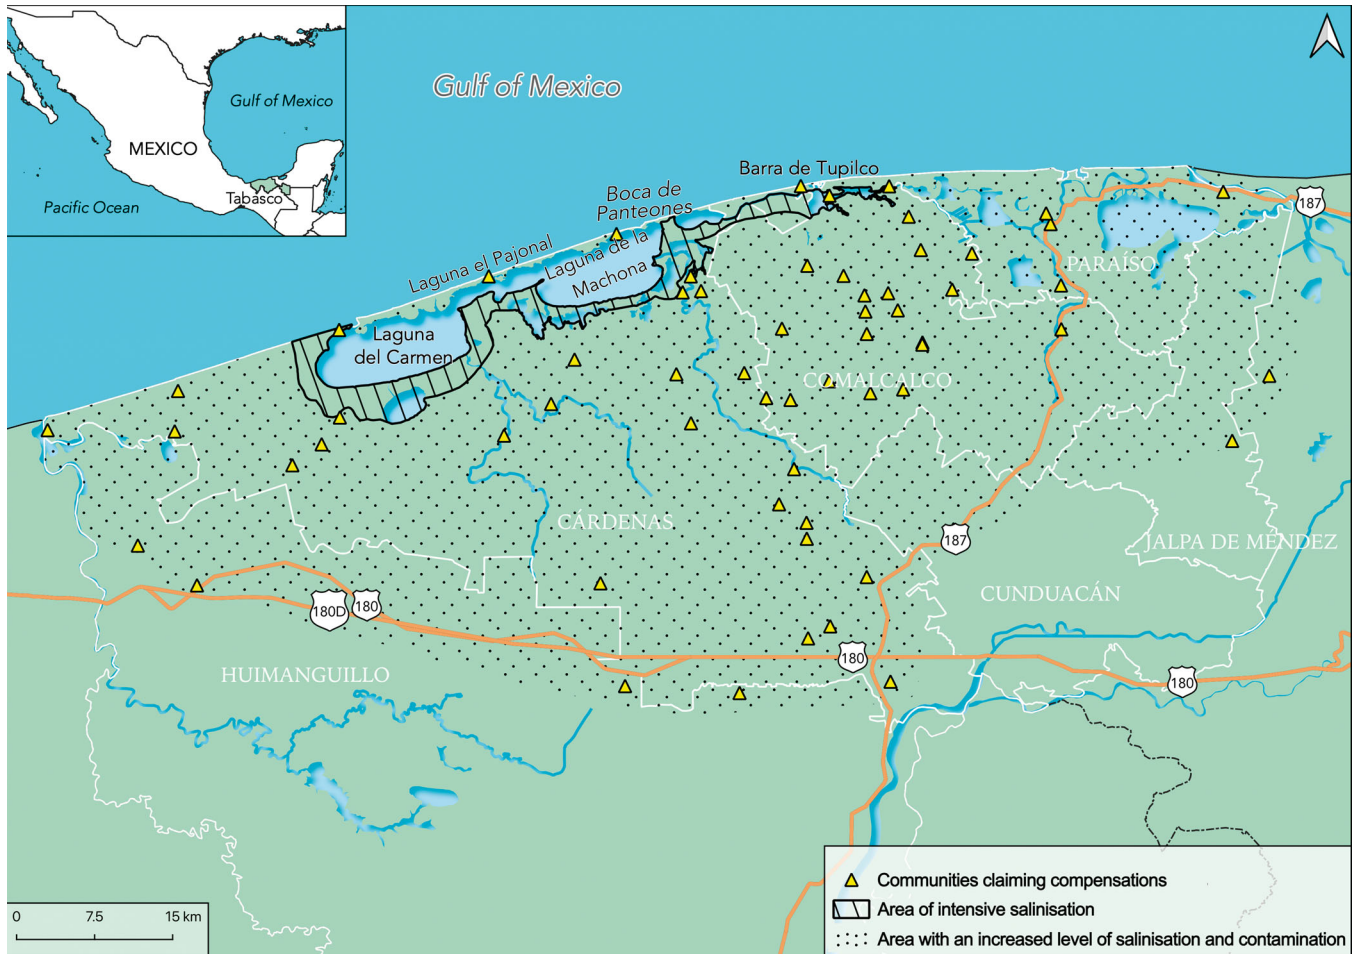 Gulf of Mexico
MEXICO
Tabasco
Pacific Ocean
Gulf of Mexico
Barra de Tupilco
Boca de
Panteones
Laguna el Pajonal
Laguna de la
Machona
Laguna
del Carmen
187
PARAÍSO
COMALCALCO
CÁRDENAS
187
JALPA DE MÉNDEZ
CUNDUACÁN
180D
180
180
180
HUIMANGUILLO
0 7.5 15 km
Communities claiming compensations
Area of intensive salinisation
Area with an increased level of salinisation and contamination